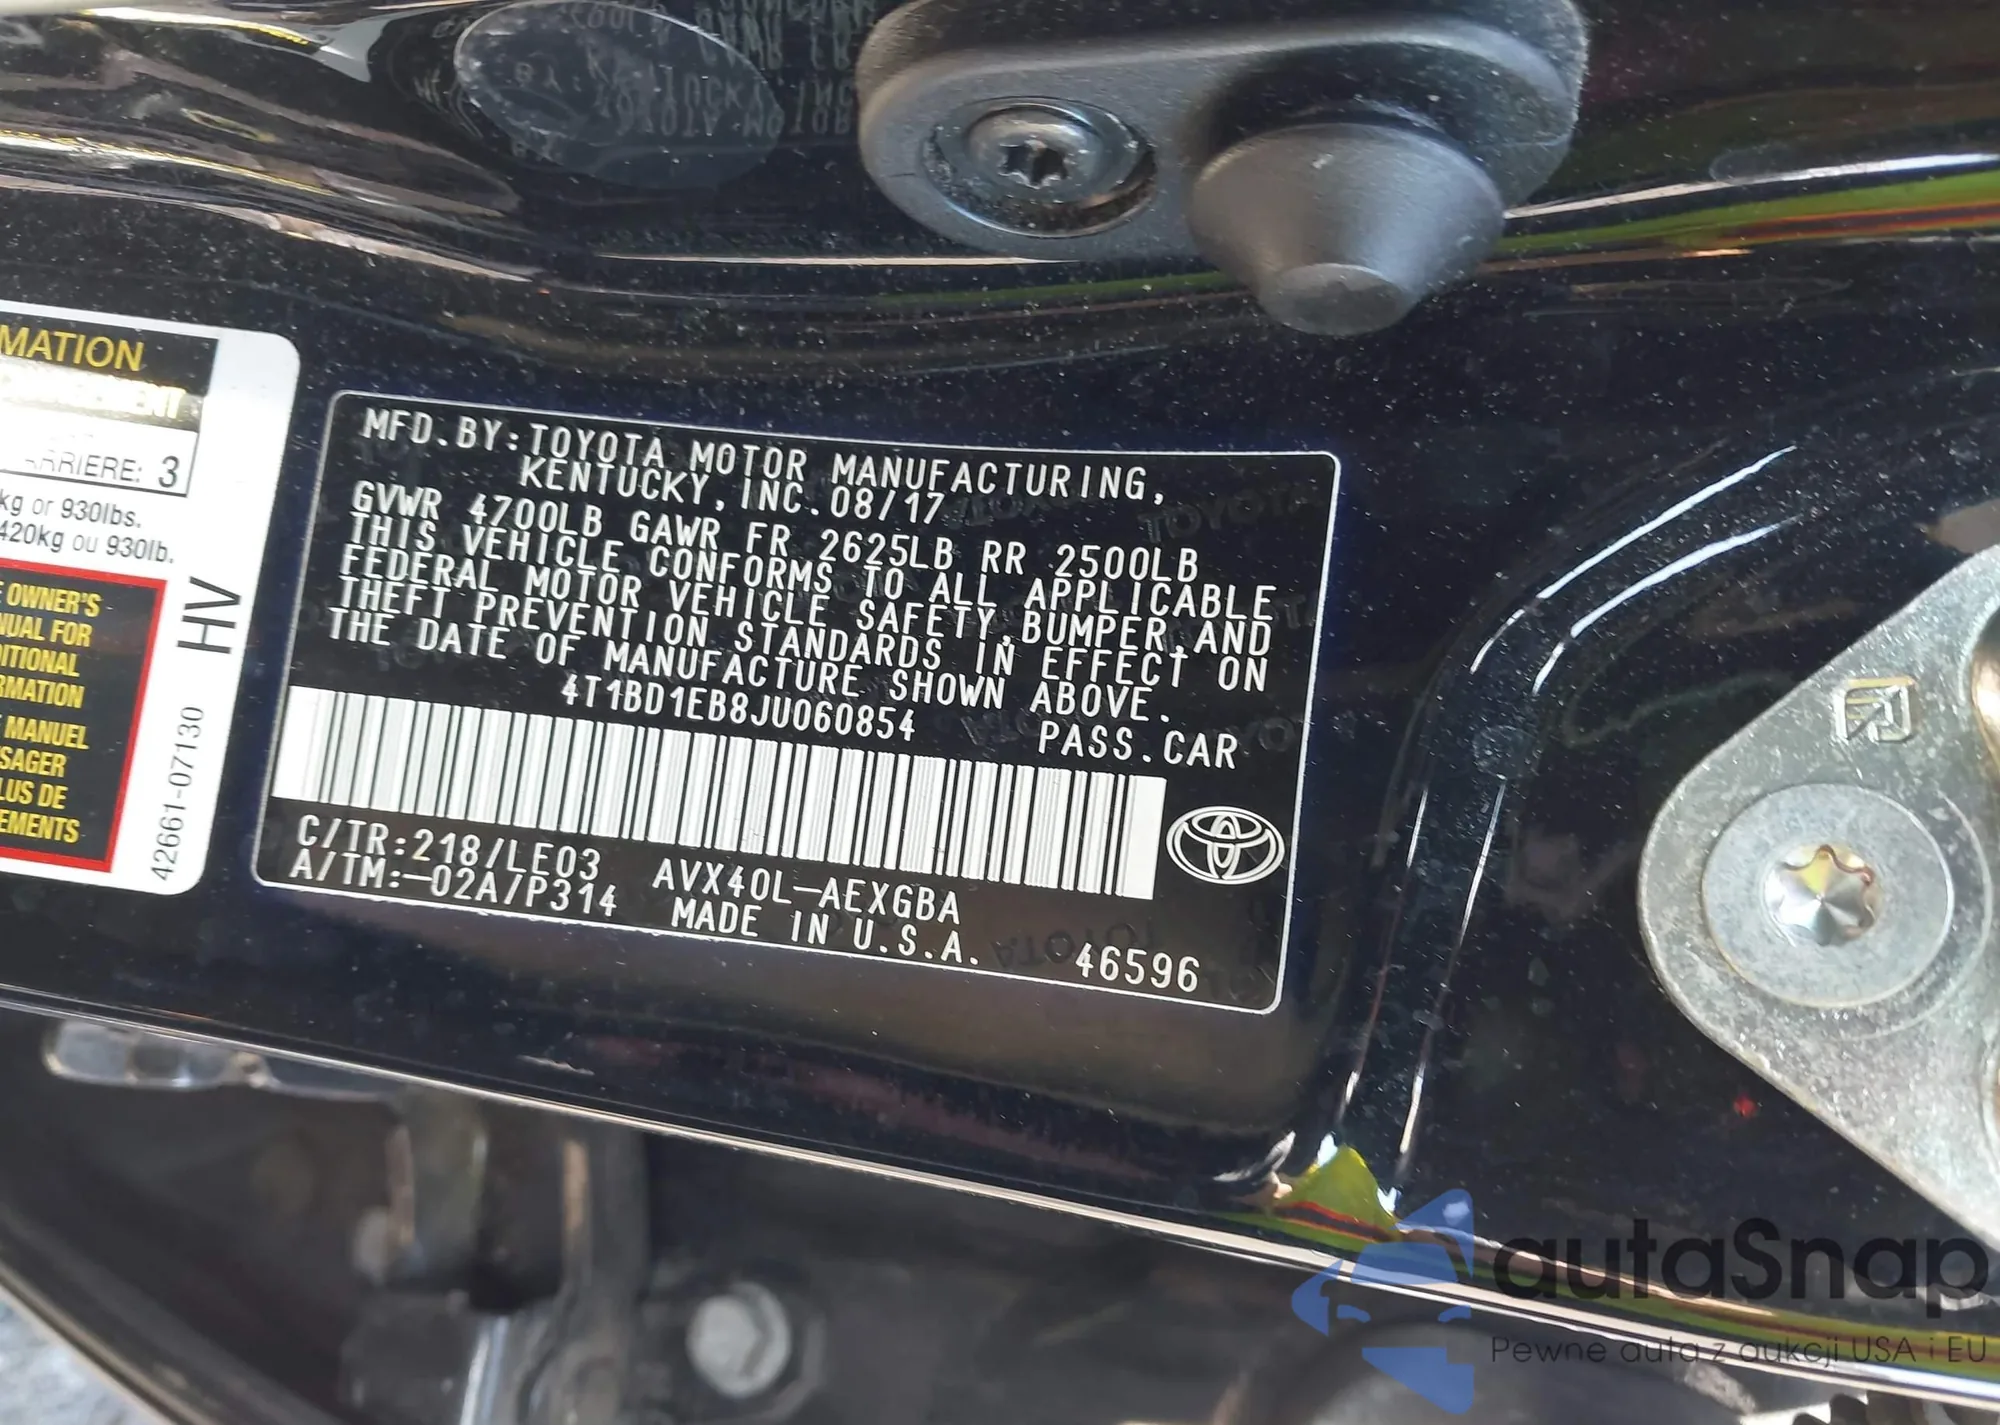 MATION
ARRIERE: 3
kg or 930lbs.
420kg ou 930lb.
E OWNER'S
NUAL FOR
DITIONAL
RMATION
E MANUEL
SAGER
LUS DE
EMENTS
HV
42661-07130
MFD.BY:TOYOTA MOTOR MANUFACTURING,
KENTUCKY, INC.08/17
GVWR 4700LB GAWR FR 2625LB RR 2500LB
THIS VEHICLE CONFORMS TO ALL APPLICABLE
FEDERAL MOTOR VEHICLE SAFETY,BUMPER,AND
THEFT PREVENTION STANDARDS IN EFFECT ON
THE DATE OF MANUFACTURE SHOWN ABOVE.
4T1BD1EB8JU060854 PASS.CAR
C/TR:218/LE03 AVX40L-AEXGBA
A/TM:-02A/P314 MADE IN U.S.A. 46596
autaSnap
Pewne auta z aukcji USA i EU